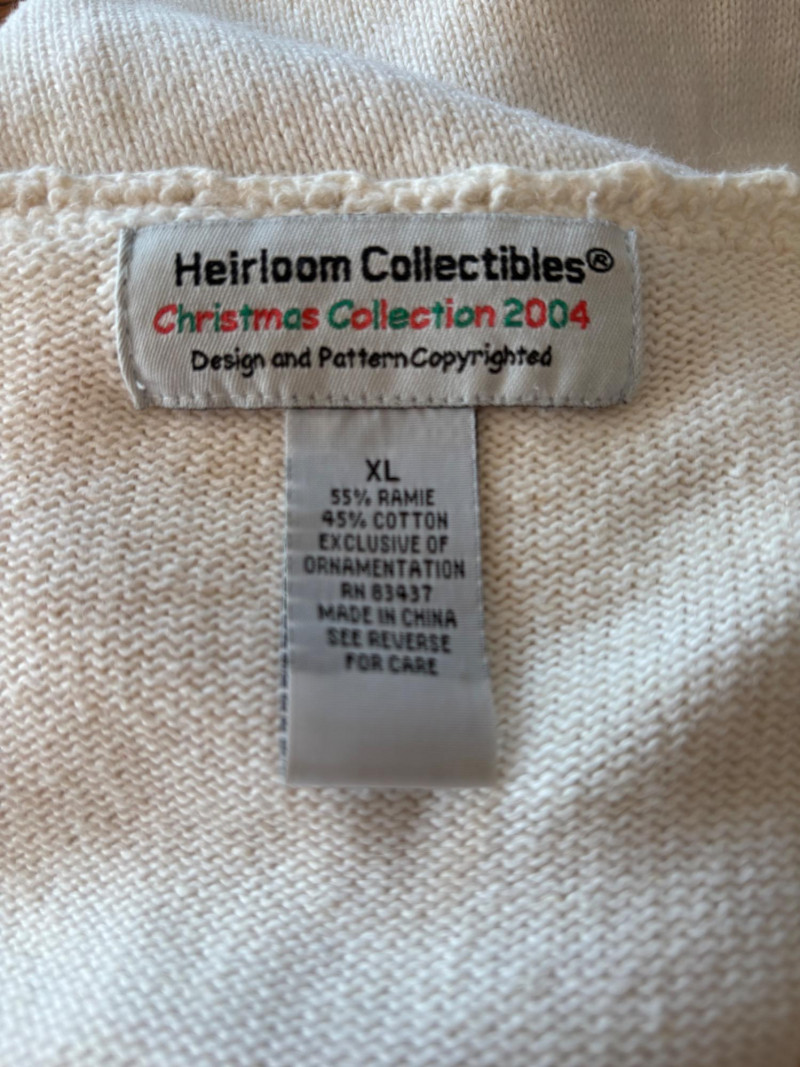 Heirloom Collectibles®
Christmas Collection 2004
Design and Pattern Copyrighted
XL
55% RAMIE
45% COTTON
EXCLUSIVE OF
ORNAMENTATION
RN 83437
MADE IN CHINA
SEE REVERSE
FOR CARE